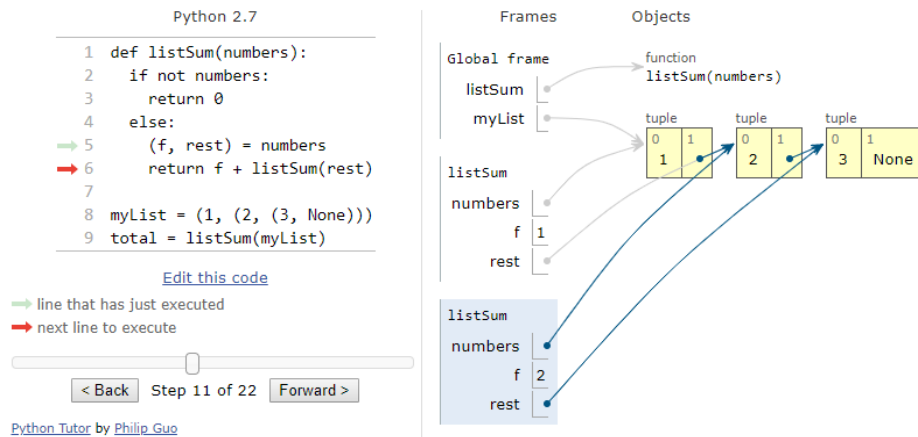 Python 2.7
1 def listSum(numbers):
2   if not numbers:
3     return 0
4   else:
5     (f, rest) = numbers
6     return f + listSum(rest)
7
8 myList = (1, (2, (3, None)))
9 total = listSum(myList)
Edit this code
line that has just executed
next line to execute
< Back Step 11 of 22 Forward >
Python Tutor by Philip Guo
Frames Objects
Global frame
listSum
myList
function
listSum(numbers)
tuple tuple tuple
0 1 0 1 0 1
1 2 3 None
listSum
numbers
f 1
rest
listSum
numbers
f 2
rest